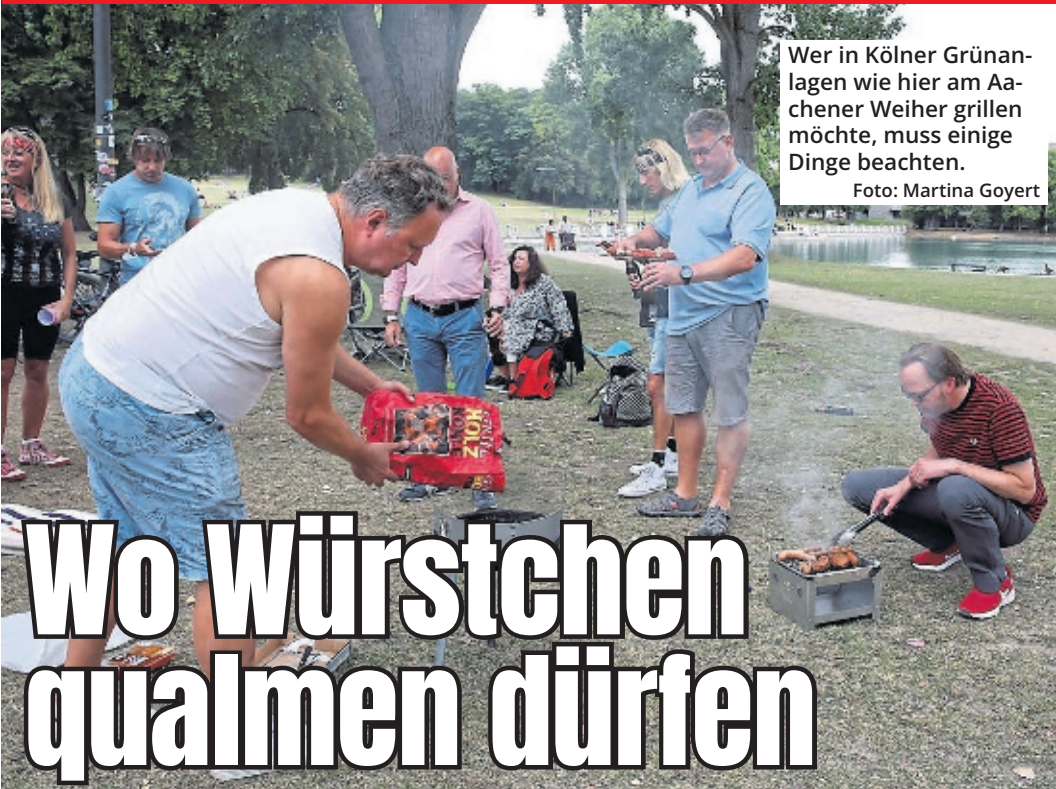 Wer in Kölner Grünan-
lagen wie hier am Aa-
chener Weiher grillen
möchte, muss einige
Dinge beachten.
Foto: Martina Goyert
HOLZ
Wo Würstchen
qualmen dürfen